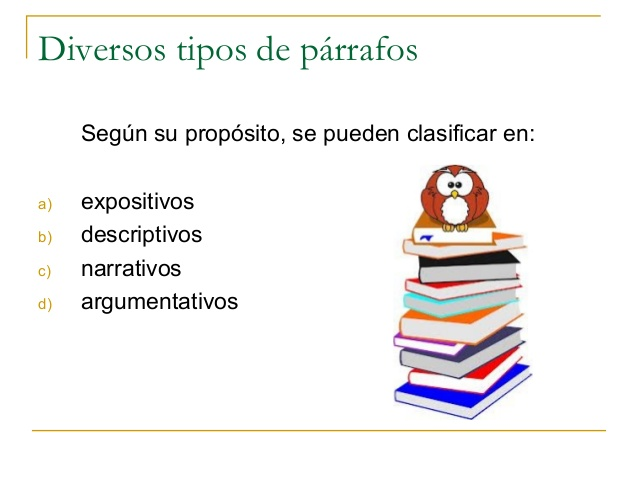 Diversos tipos de párrafos
Según su propósito, se pueden clasificar en:
a) expositivos
b) descriptivos
c) narrativos
d) argumentativos